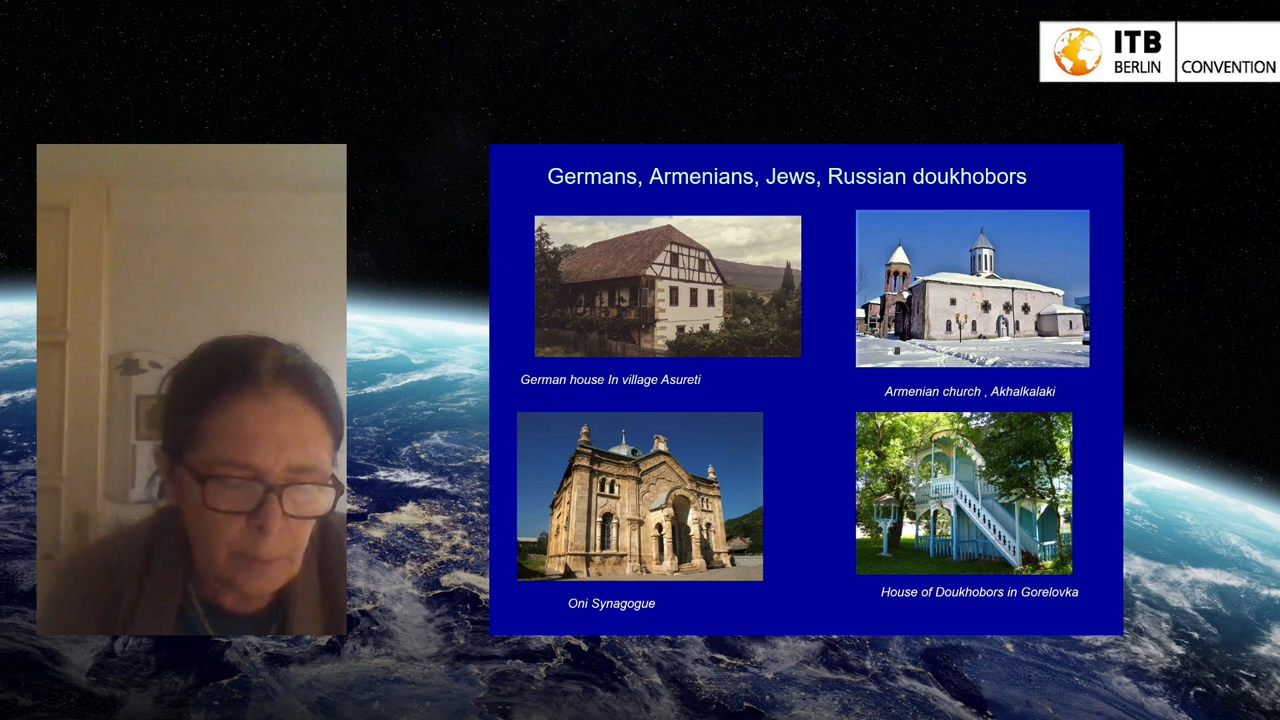 ITB
BERLIN
CONVENTION
Germans, Armenians, Jews, Russian doukhobors
German house In village Asureti
Armenian church , Akhalkalaki
Oni Synagogue
House of Doukhobors in Gorelovka